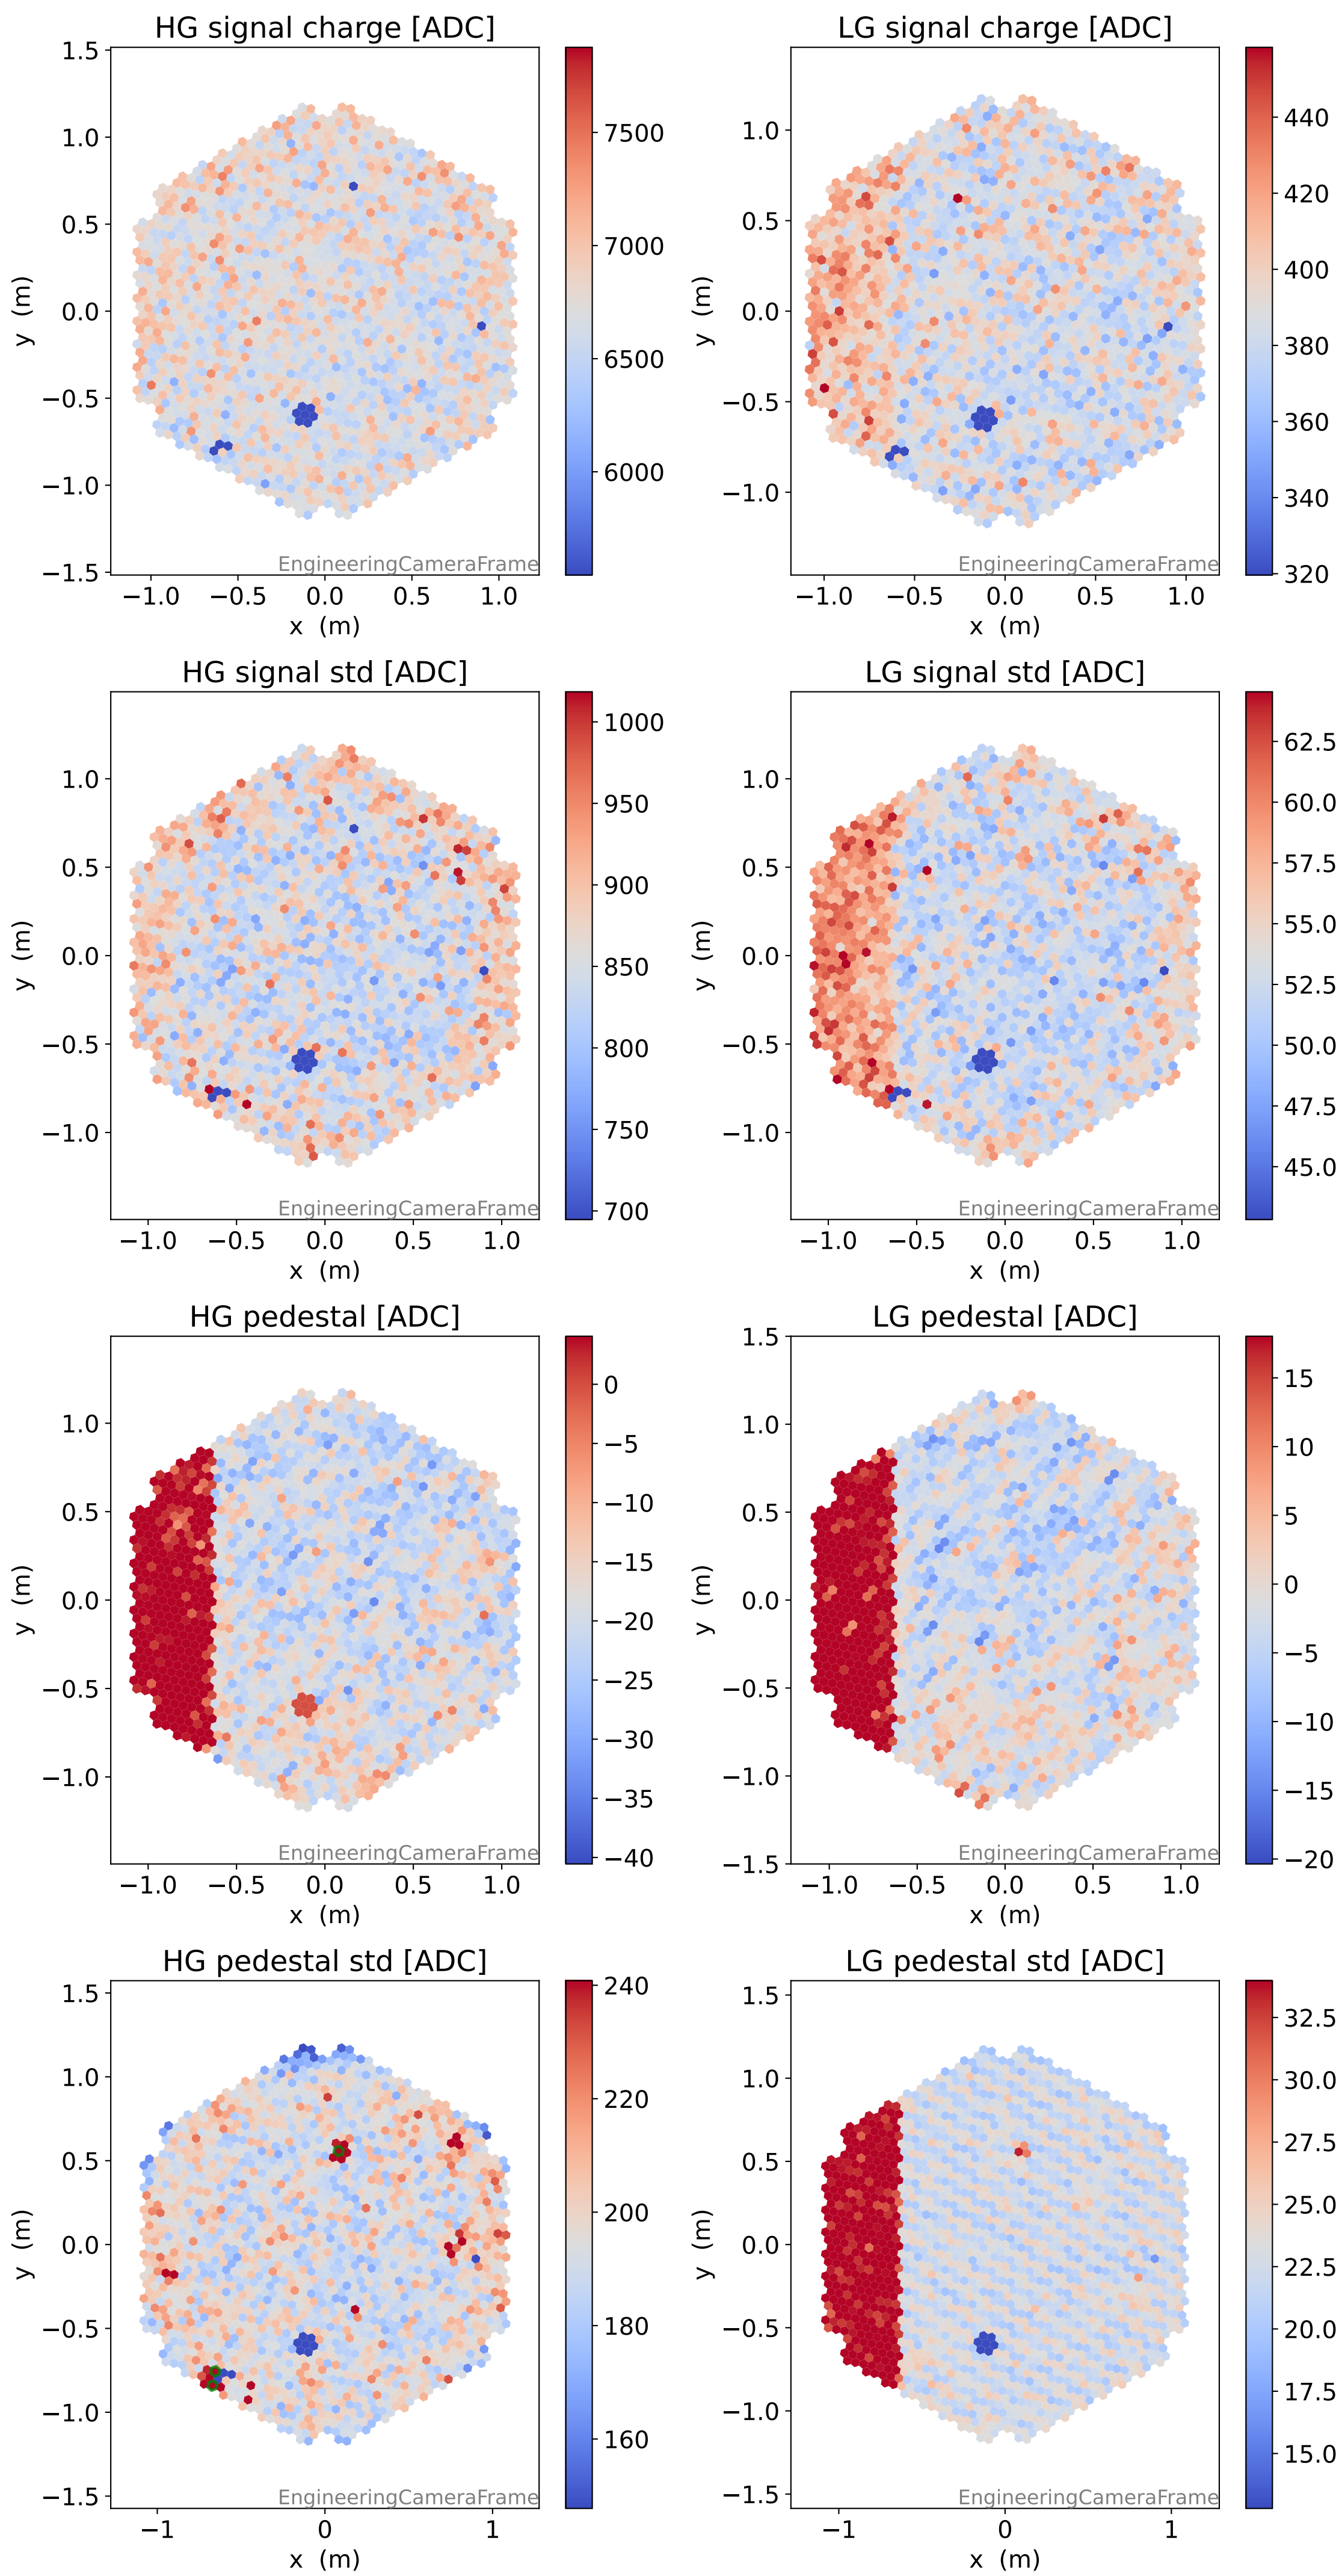 HG signal charge [ADC]
1.5
1.0
0.5
0.0
−0.5
−1.0
−1.5
y (m)
−1.0 −0.5 0.0 0.5 1.0
x (m)
EngineeringCameraFrame
7500
7000
6500
6000
LG signal charge [ADC]
1.0
0.5
0.0
−0.5
−1.0
y (m)
−1.0 −0.5 0.0 0.5 1.0
x (m)
EngineeringCameraFrame
440
420
400
380
360
340
320
HG signal std [ADC]
1.0
0.5
0.0
−0.5
−1.0
y (m)
−1.0 −0.5 0.0 0.5 1.0
x (m)
EngineeringCameraFrame
1000
950
900
850
800
750
700
LG signal std [ADC]
1.0
0.5
0.0
−0.5
−1.0
y (m)
−1.0 −0.5 0.0 0.5 1.0
x (m)
EngineeringCameraFrame
62.5
60.0
57.5
55.0
52.5
50.0
47.5
45.0
HG pedestal [ADC]
1.0
0.5
0.0
−0.5
−1.0
y (m)
−1.0 −0.5 0.0 0.5 1.0
x (m)
EngineeringCameraFrame
0
−5
−10
−15
−20
−25
−30
−35
−40
LG pedestal [ADC]
1.5
1.0
0.5
0.0
−0.5
−1.0
−1.5
y (m)
−1.0 −0.5 0.0 0.5 1.0
x (m)
EngineeringCameraFrame
15
10
5
0
−5
−10
−15
−20
HG pedestal std [ADC]
1.5
1.0
0.5
0.0
−0.5
−1.0
−1.5
y (m)
−1 0 1
x (m)
EngineeringCameraFrame
240
220
200
180
160
LG pedestal std [ADC]
1.5
1.0
0.5
0.0
−0.5
−1.0
−1.5
y (m)
−1 0 1
x (m)
EngineeringCameraFrame
32.5
30.0
27.5
25.0
22.5
20.0
17.5
15.0